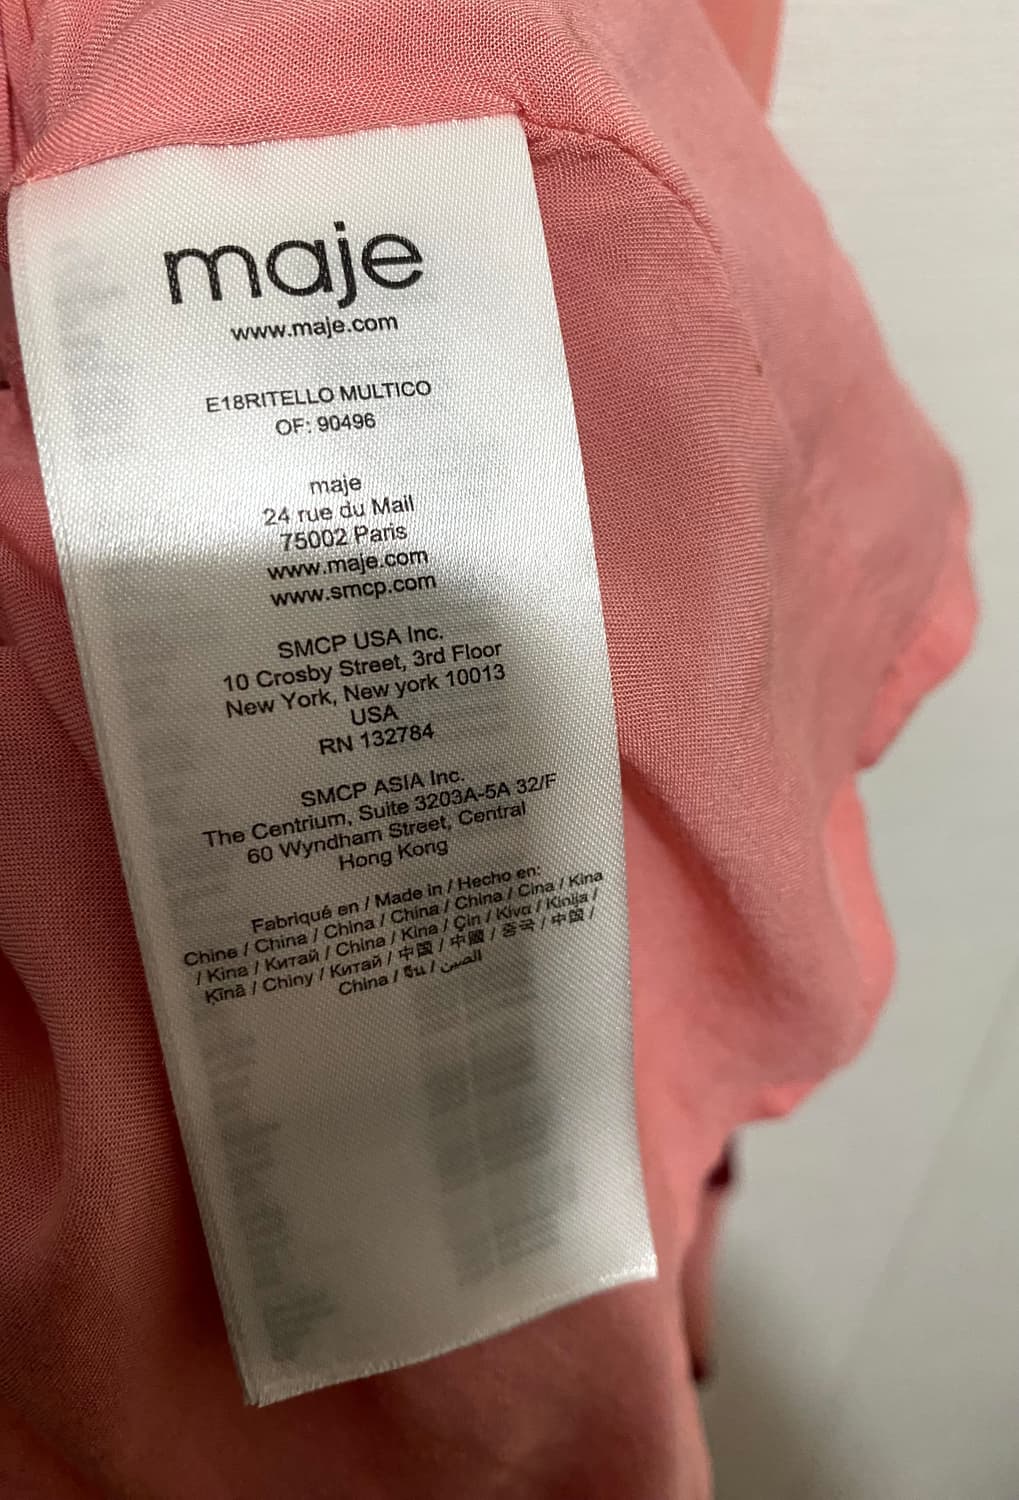 maje
www.maje.com
E18RITELLO MULTICO
OF: 90496
maje
24 rue du Mail
75002 Paris
www.maje.com
www.smcp.com
SMCP USA Inc.
10 Crosby Street, 3rd Floor
New York, New york 10013
USA
RN 132784
SMCP ASIA Inc.
The Centrium, Suite 3203A-5A 32/F
60 Wyndham Street, Central
Hong Kong
Fabriqué en / Made in / Hecho en:
Chine / China / China / China / China / Cina / Kina
/ Kina / Китай / China / Kina / Çin / Κίνα / Kinija /
Kīnā / Chiny / Китай / 中国 / 中國 / 중국 / 中国 /
China / จีน / الصين